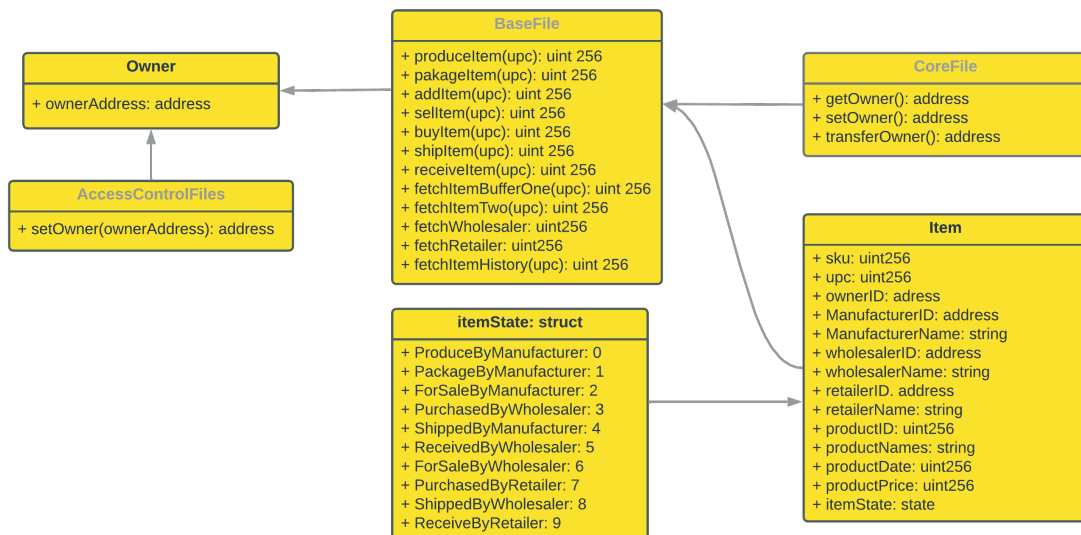 Owner
+ ownerAddress: address
AccessControlFiles
+ setOwner(ownerAddress): address
BaseFile
+ produceItem(upc): uint 256
+ pakageItem(upc): uint 256
+ addItem(upc): uint 256
+ selItem(upc): uint 256
+ buyItem(upc): uint 256
+ shipItem(upc): uint 256
+ receiveItem(upc): uint 256
+ fetchItemBufferOne(upc): uint 256
+ fetchItemTwo(upc): uint 256
+ fetchWholesaler: uint256
+ fetchRetailer: uint256
+ fetchItemHistory(upc): uint 256
itemState: struct
+ ProduceByManufacturer: 0
+ PackageByManufacturer: 1
+ ForSaleByManufacturer: 2
+ PurchasedByWholesaler: 3
+ ShippedByManufacturer: 4
+ ReceivedByWholesaler: 5
+ ForSaleByWholesaler: 6
+ PurchasedByRetailer: 7
+ ShippedByWholesaler: 8
+ ReceiveByRetailer: 9
CoreFile
+ getOwner(): address
+ setOwner(): address
+ transferOwner(): address
Item
+ sku: uint256
+ upc: uint256
+ ownerID: adress
+ ManufacturerID: address
+ ManufacturerName: string
+ wholesalerID: address
+ wholesalerName: string
+ retailerID. address
+ retailerName: string
+ productID: uint256
+ productNames: string
+ productDate: uint256
+ productPrice: uint256
+ itemState: state